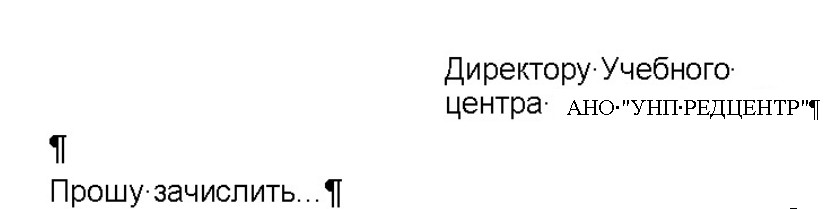 Директору·Учебного·
центра· АНО·"УНП·РЕДЦЕНТР"¶
¶
Прошу·зачислить...¶